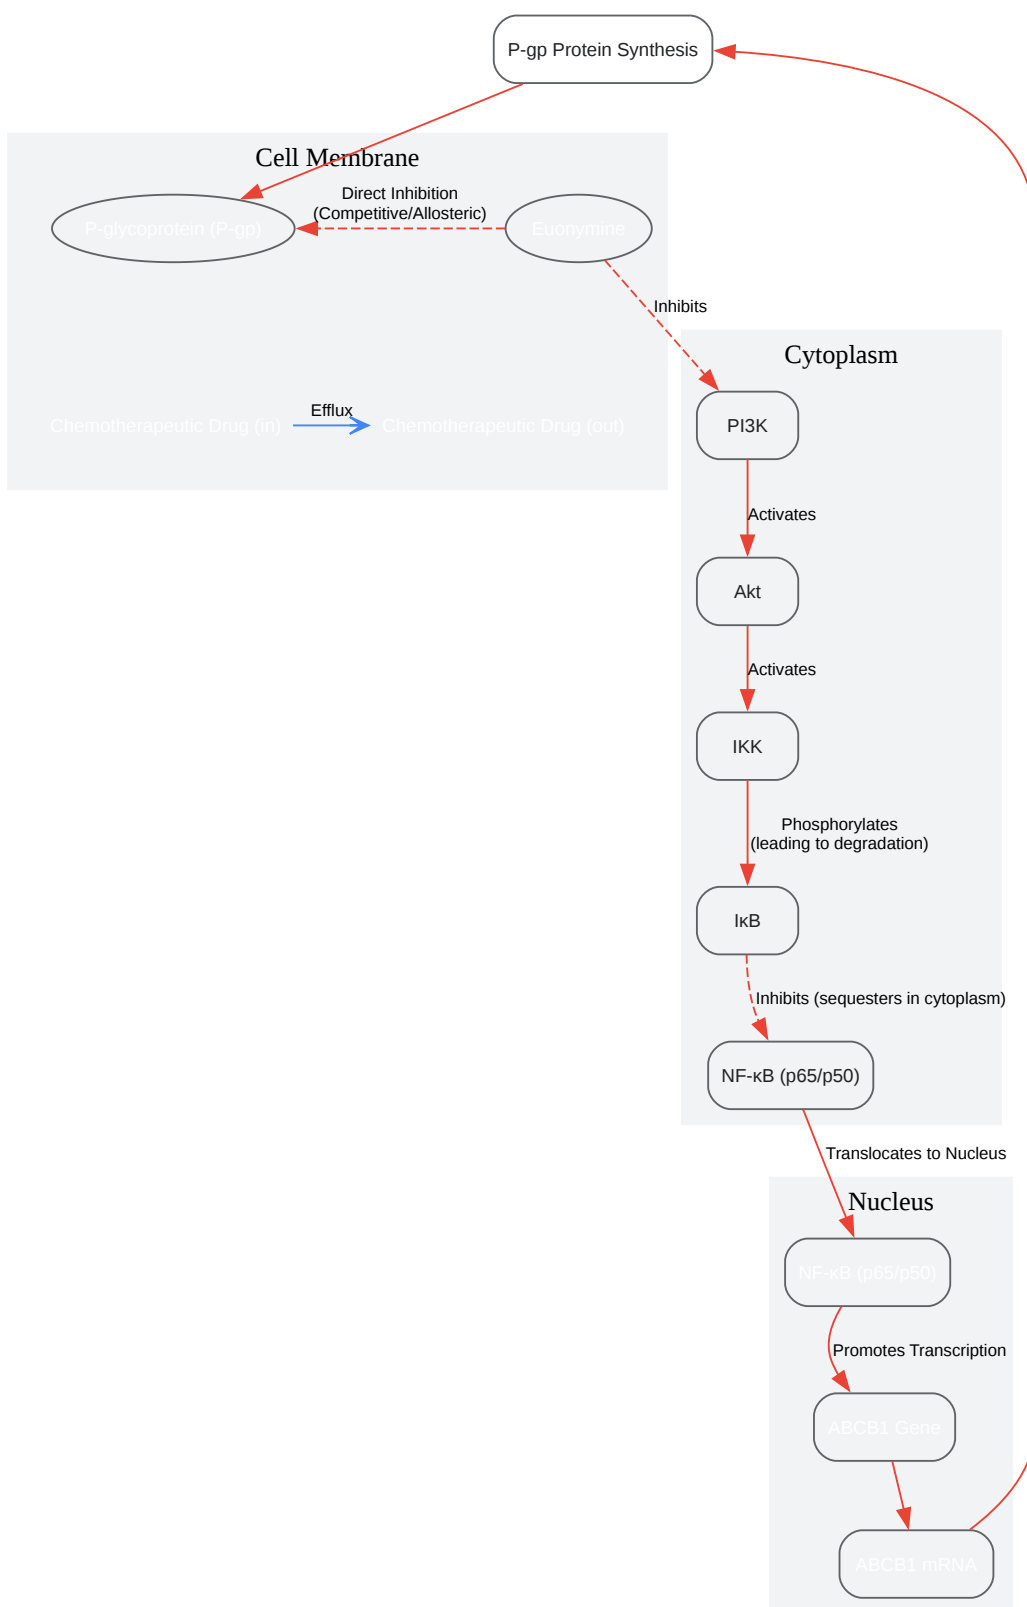 P-gp Protein Synthesis
Cell Membrane
Direct Inhibition
(Competitive/Allosteric)
P-glycoprotein (P-gp)
Euonymine
Inhibits
Cytoplasm
Efflux
Chemotherapeutic Drug (in)
Chemotherapeutic Drug (out)
PI3K
Activates
Akt
Activates
IKK
Phosphorylates
(leading to degradation)
IκB
Inhibits (sequesters in cytoplasm)
NF-κB (p65/p50)
Translocates to Nucleus
Nucleus
NF-κB (p65/p50)
Promotes Transcription
ABCB1 Gene
ABCB1 mRNA